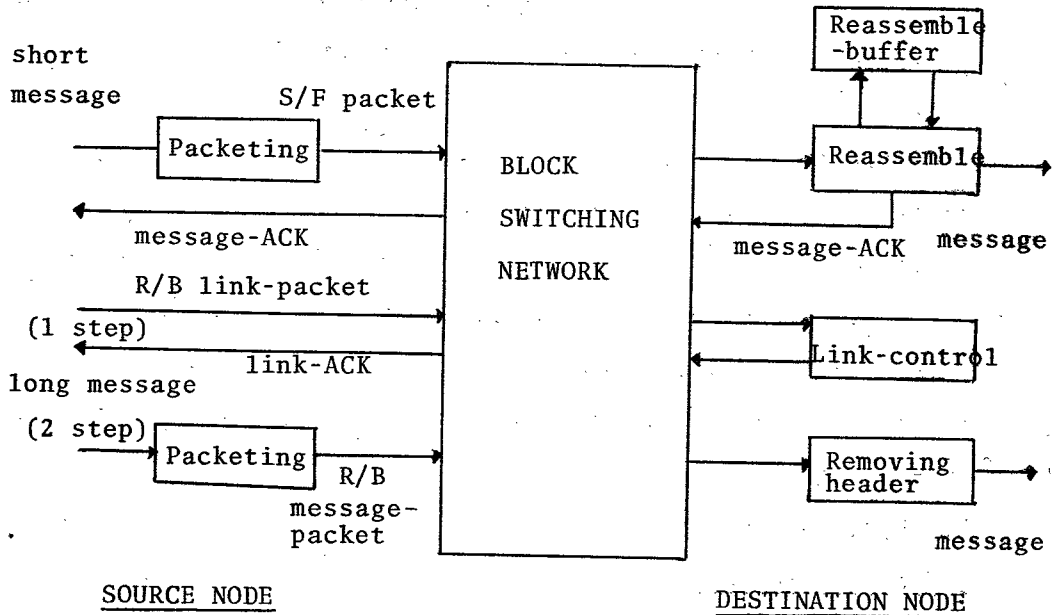 short
message
S/F packet
Packeting
message-ACK
R/B link-packet
(1 step)
link-ACK
long message
(2 step)
Packeting
R/B
message-
packet
SOURCE NODE
BLOCK
SWITCHING
NETWORK
Reassemble
-buffer
Reassemble
message-ACK
message
Link-control
Removing
header
message
DESTINATION NODE